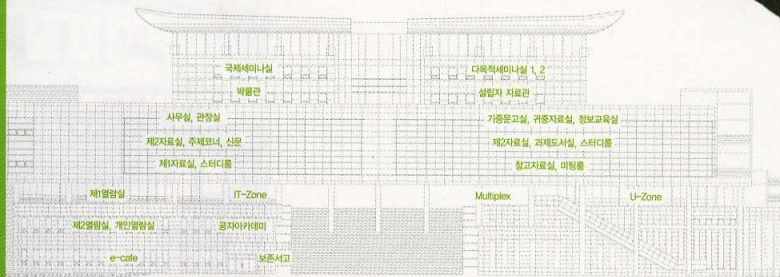 국제세미나실
다목적세미나실 1, 2
박물관
설립자 자료관
사무실, 관장실
기증문고실, 귀중자료실, 정보교육실
제2자료실, 주제코너, 신문
제2자료실, 과제도서실, 스터디룸
제1자료실, 스터디룸
참고자료실, 미팅룸
제1열람실
IT-Zone
Multiplex
U-Zone
제2열람실, 개인열람실
공자아카데미
e-cafe
보존서고